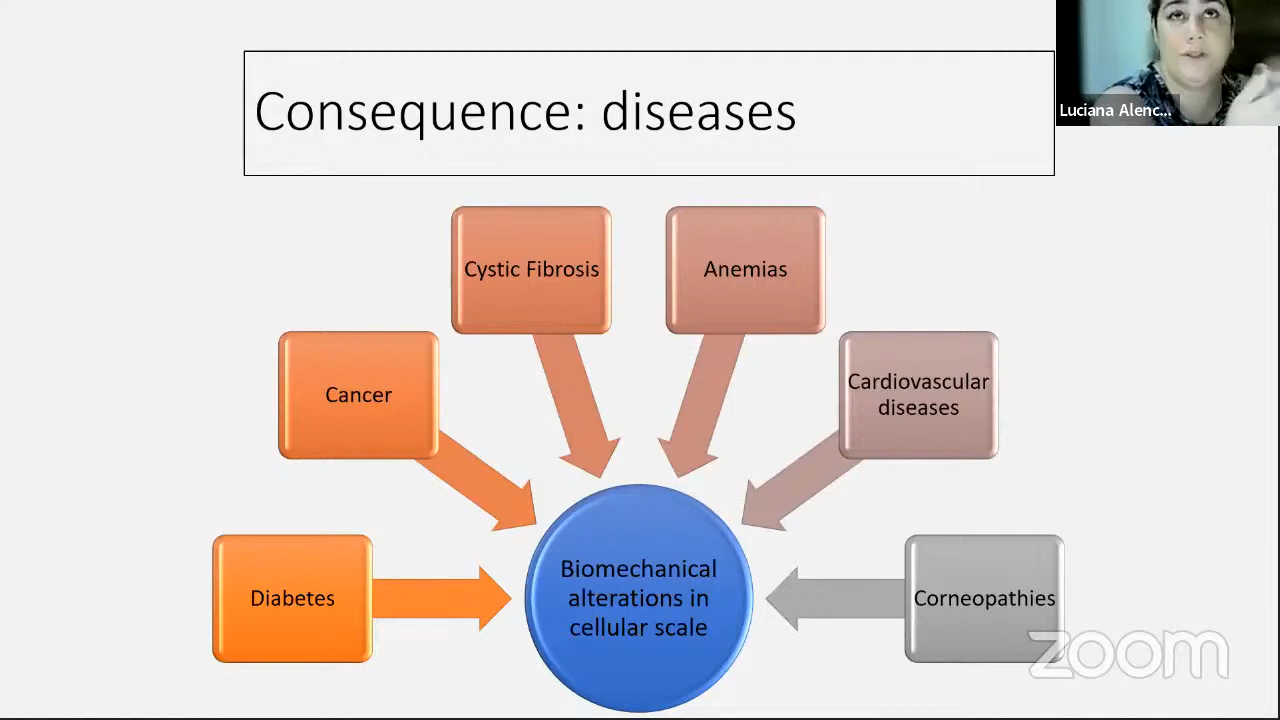 Luciana Alenc...
Consequence: diseases
Cystic Fibrosis
Anemias
Cancer
Cardiovascular
diseases
Diabetes
Biomechanical
alterations in
cellular scale
Corneopathies
zoom